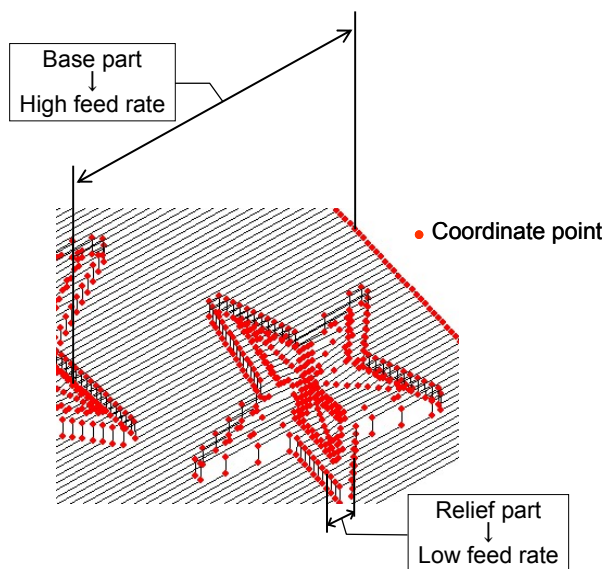 Base part
↓
High feed rate
Coordinate point
Relief part
↓
Low feed rate